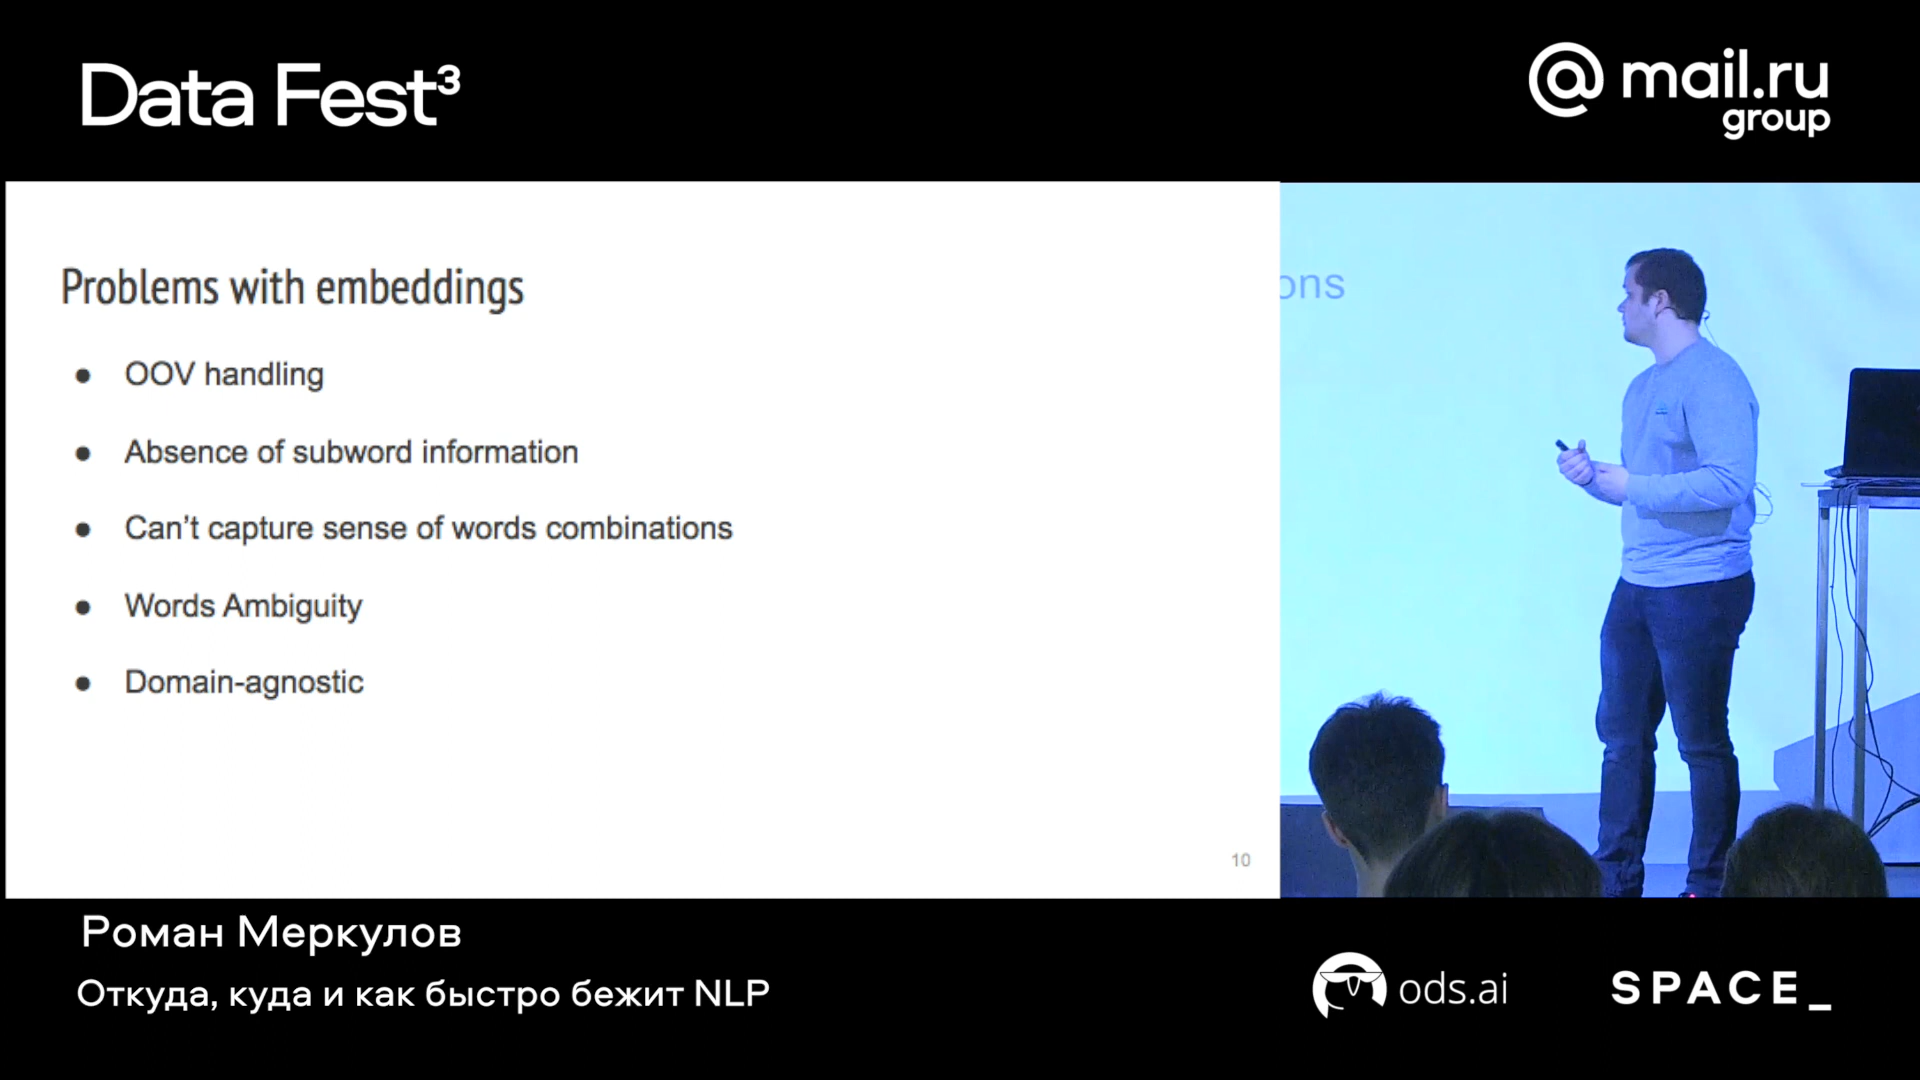 Data Fest³
@mail.ru
group
Problems with embeddings
● OOV handling
● Absence of subword information
● Can't capture sense of words combinations
● Words Ambiguity
● Domain-agnostic
10
ons
Роман Меркулов
Откуда, куда и как быстро бежит NLP
ods.ai
SPACE_